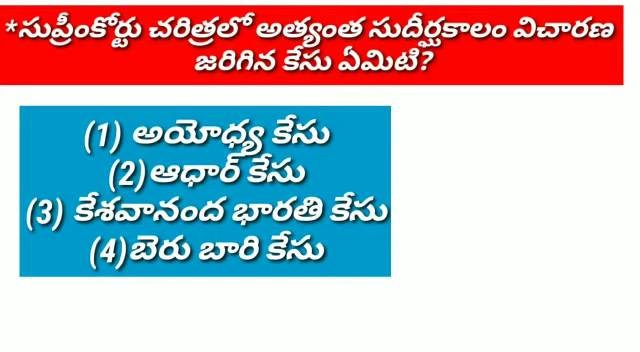 *సుప్రీంకోర్టు చరిత్రలో అత్యంత సుదీర్ఘకాలం విచారణ
జరిగిన కేసు ఏమిటి?
(1) అయోధ్య కేసు
(2)ఆధార్ కేసు
(3) కేశవానంద భారతి కేసు
(4)బెరు బారి కేసు